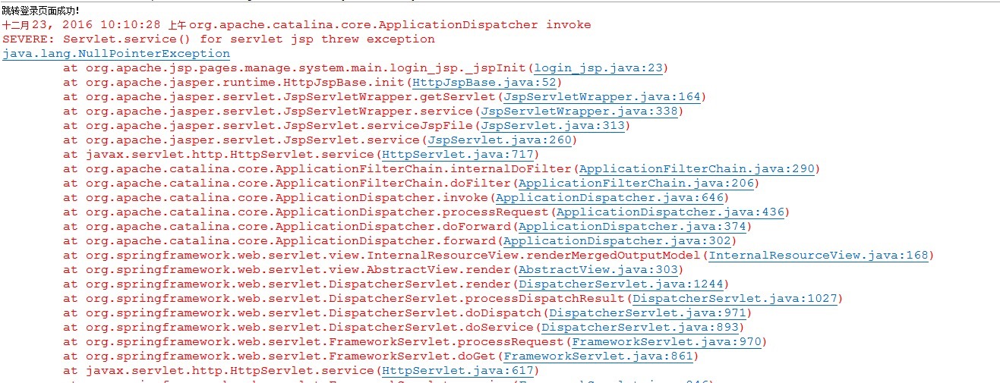 跳转登录页面成功!
十二月 23, 2016 10:10:28 上午 org.apache.catalina.core.ApplicationDispatcher invoke
SEVERE: Servlet.service() for servlet jsp threw exception
java.lang.NullPointerException
at org.apache.jsp.pages.manage.system.main.login_jsp._jspInit(login_jsp.java:23)
at org.apache.jasper.runtime.HttpJspBase.init(HttpJspBase.java:52)
at org.apache.jasper.servlet.JspServletWrapper.getServlet(JspServletWrapper.java:164)
at org.apache.jasper.servlet.JspServletWrapper.service(JspServletWrapper.java:338)
at org.apache.jasper.servlet.JspServlet.serviceJspFile(JspServlet.java:313)
at org.apache.jasper.servlet.JspServlet.service(JspServlet.java:260)
at javax.servlet.http.HttpServlet.service(HttpServlet.java:717)
at org.apache.catalina.core.ApplicationFilterChain.internalDoFilter(ApplicationFilterChain.java:290)
at org.apache.catalina.core.ApplicationFilterChain.doFilter(ApplicationFilterChain.java:206)
at org.apache.catalina.core.ApplicationDispatcher.invoke(ApplicationDispatcher.java:646)
at org.apache.catalina.core.ApplicationDispatcher.processRequest(ApplicationDispatcher.java:436)
at org.apache.catalina.core.ApplicationDispatcher.doForward(ApplicationDispatcher.java:374)
at org.apache.catalina.core.ApplicationDispatcher.forward(ApplicationDispatcher.java:302)
at org.springframework.web.servlet.view.InternalResourceView.renderMergedOutputModel(InternalResourceView.java:168)
at org.springframework.web.servlet.view.AbstractView.render(AbstractView.java:303)
at org.springframework.web.servlet.DispatcherServlet.render(DispatcherServlet.java:1244)
at org.springframework.web.servlet.DispatcherServlet.processDispatchResult(DispatcherServlet.java:1027)
at org.springframework.web.servlet.DispatcherServlet.doDispatch(DispatcherServlet.java:971)
at org.springframework.web.servlet.DispatcherServlet.doService(DispatcherServlet.java:893)
at org.springframework.web.servlet.FrameworkServlet.processRequest(FrameworkServlet.java:970)
at org.springframework.web.servlet.FrameworkServlet.doGet(FrameworkServlet.java:861)
at javax.servlet.http.HttpServlet.service(HttpServlet.java:617)